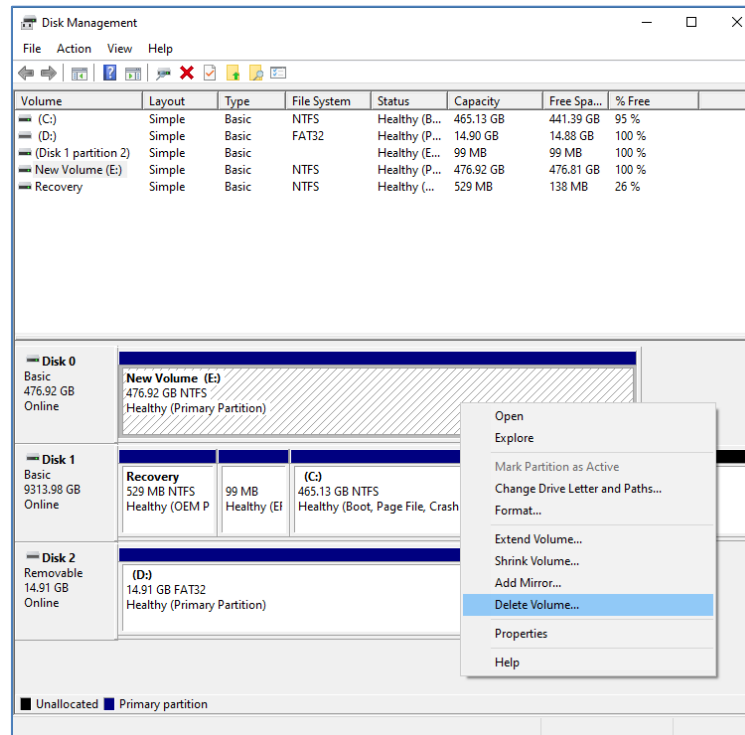 Disk Management
File Action View Help
Volume Layout Type File System Status Capacity Free Spa... % Free
(C:) Simple Basic NTFS Healthy (B... 465.13 GB 441.39 GB 95 %
(D:) Simple Basic FAT32 Healthy (P... 14.90 GB 14.88 GB 100 %
(Disk 1 partition 2) Simple Basic Healthy (E... 99 MB 99 MB 100 %
New Volume (E:) Simple Basic NTFS Healthy (P... 476.92 GB 476.81 GB 100 %
Recovery Simple Basic NTFS Healthy (... 529 MB 138 MB 26 %
Disk 0
Basic
476.92 GB
Online
New Volume (E:)
476.92 GB NTFS
Healthy (Primary Partition)
Disk 1
Basic
9313.98 GB
Online
Recovery
529 MB NTFS
Healthy (OEM P
99 MB
Healthy (EF
(C:)
465.13 GB NTFS
Healthy (Boot, Page File, Crash
Disk 2
Removable
14.91 GB
Online
(D:)
14.91 GB FAT32
Healthy (Primary Partition)
Open
Explore
Mark Partition as Active
Change Drive Letter and Paths...
Format...
Extend Volume...
Shrink Volume...
Add Mirror...
Delete Volume...
Properties
Help
Unallocated Primary partition